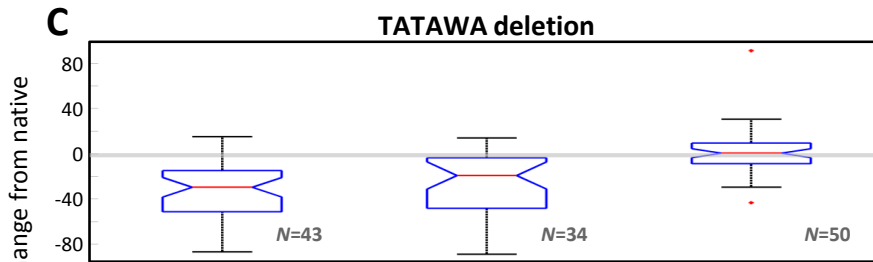 C
TATAWA deletion
80
40
0
-40
-80
ange from native
N=43
N=34
N=50